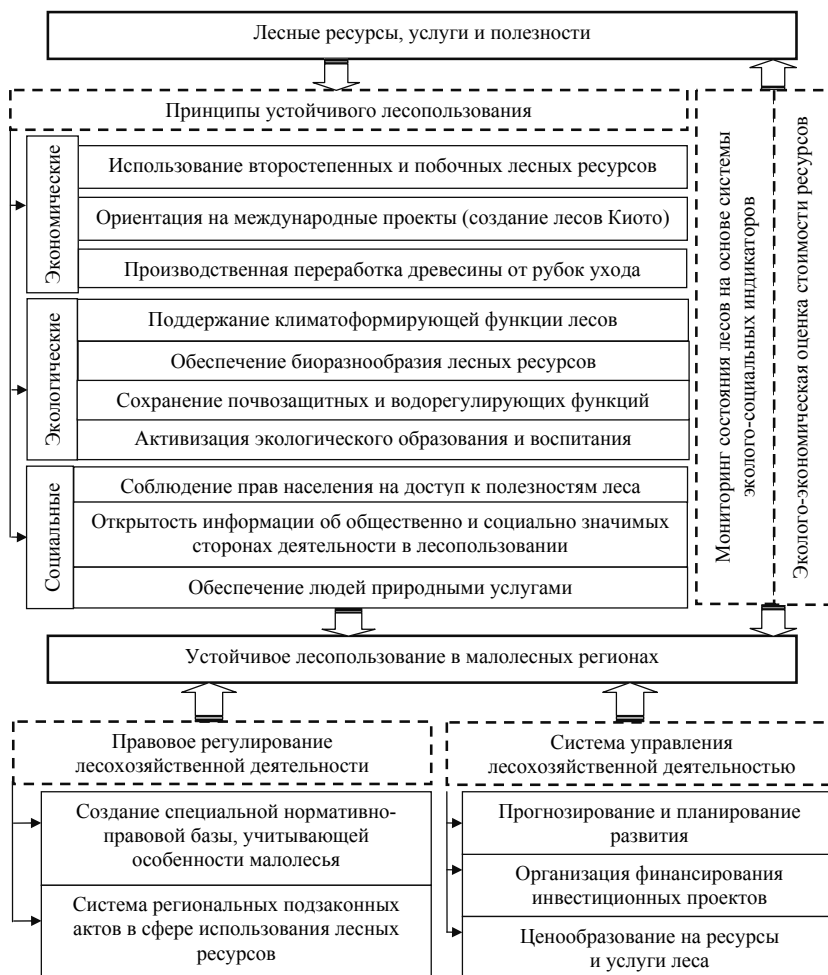 Лесные ресурсы, услуги и полезности
Принципы устойчивого лесопользования
Экономические
Использование второстепенных и побочных лесных ресурсов
Ориентация на международные проекты (создание лесов Киото)
Производственная переработка древесины от рубок ухода
Экологические
Поддержание климатоформирующей функции лесов
Обеспечение биоразнообразия лесных ресурсов
Сохранение почвозащитных и водорегулирующих функций
Активизация экологического образования и воспитания
Социальные
Соблюдение прав населения на доступ к полезностям леса
Открытость информации об общественно и социально значимых
сторонах деятельности в лесопользовании
Обеспечение людей природными услугами
Мониторинг состояния лесов на основе системы
эколого-социальных индикаторов
Эколого-экономическая оценка стоимости ресурсов
Устойчивое лесопользование в малолесных регионах
Правовое регулирование
лесохозяйственной деятельности
Создание специальной нормативно-
правовой базы, учитывающей
особенности малолесья
Система региональных подзаконных
актов в сфере использования лесных
ресурсов
Система управления
лесохозяйственной деятельностью
Прогнозирование и планирование
развития
Организация финансирования
инвестиционных проектов
Ценообразование на ресурсы
и услуги леса